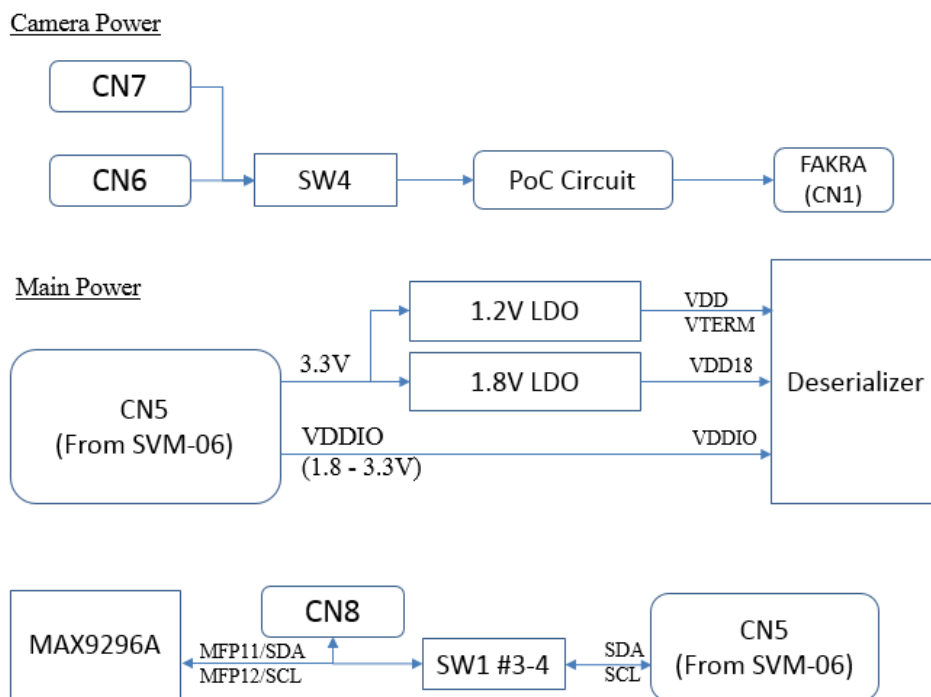 Camera Power
CN7
CN6
SW4
PoC Circuit
FAKRA
(CN1)
Main Power
1.2V LDO
VDD
VTERM
3.3V
1.8V LDO
VDD18
Deserializer
CN5
(From SVM-06)
VDDIO
(1.8 - 3.3V)
VDDIO
MAX9296A
CN8
MFP11/SDA
MFP12/SCL
SW1 #3-4
SDA
SCL
CN5
(From SVM-06)